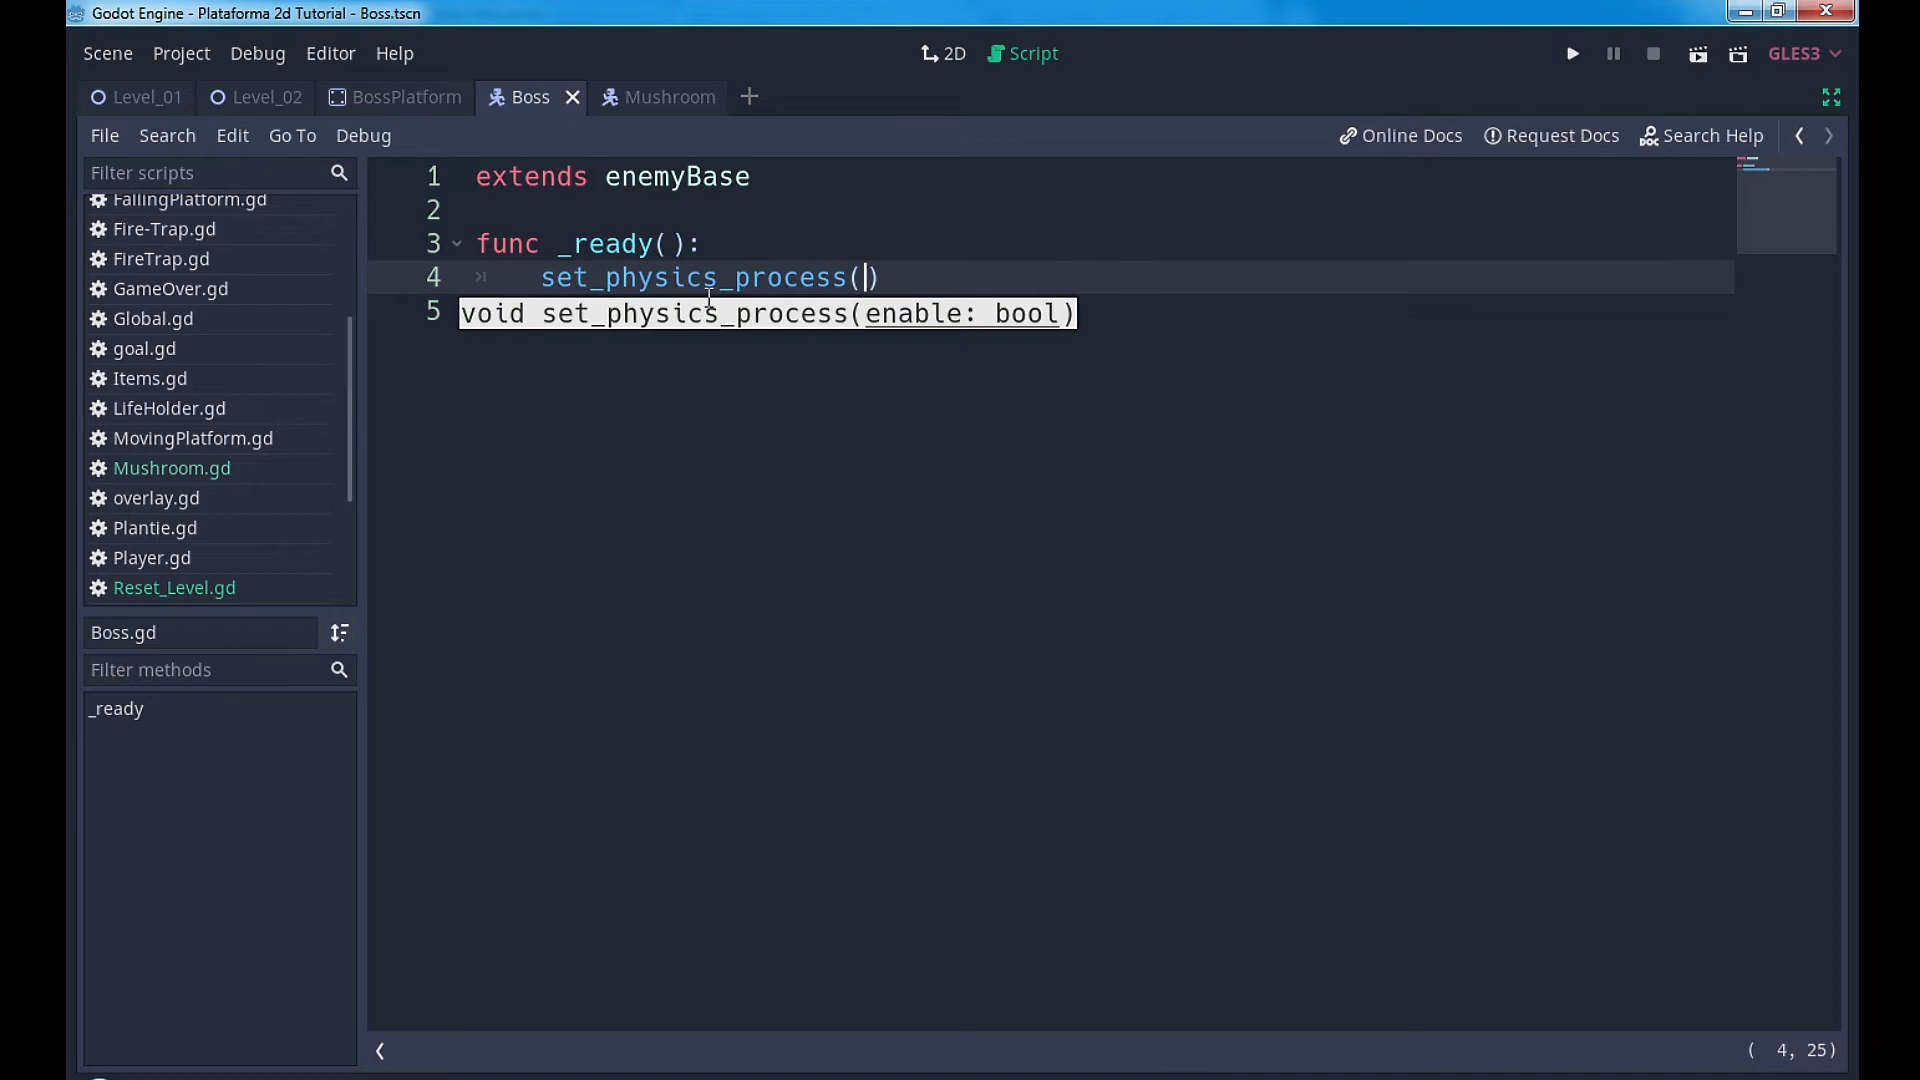 Godot Engine - Plataforma 2d Tutorial - Boss.tscn
Scene Project Debug Editor Help 2D Script GLES3
Level_01 Level_02 BossPlatform Boss Mushroom
File Search Edit Go To Debug Online Docs Request Docs Search Help
Filter scripts
FallingPlatform.gd
Fire-Trap.gd
FireTrap.gd
GameOver.gd
Global.gd
goal.gd
Items.gd
LifeHolder.gd
MovingPlatform.gd
Mushroom.gd
overlay.gd
Plantie.gd
Player.gd
Reset_Level.gd
Boss.gd
Filter methods
_ready
1 extends enemyBase
2
3 func _ready():
4 set_physics_process()
5 void set_physics_process(enable: bool)
( 4, 25)